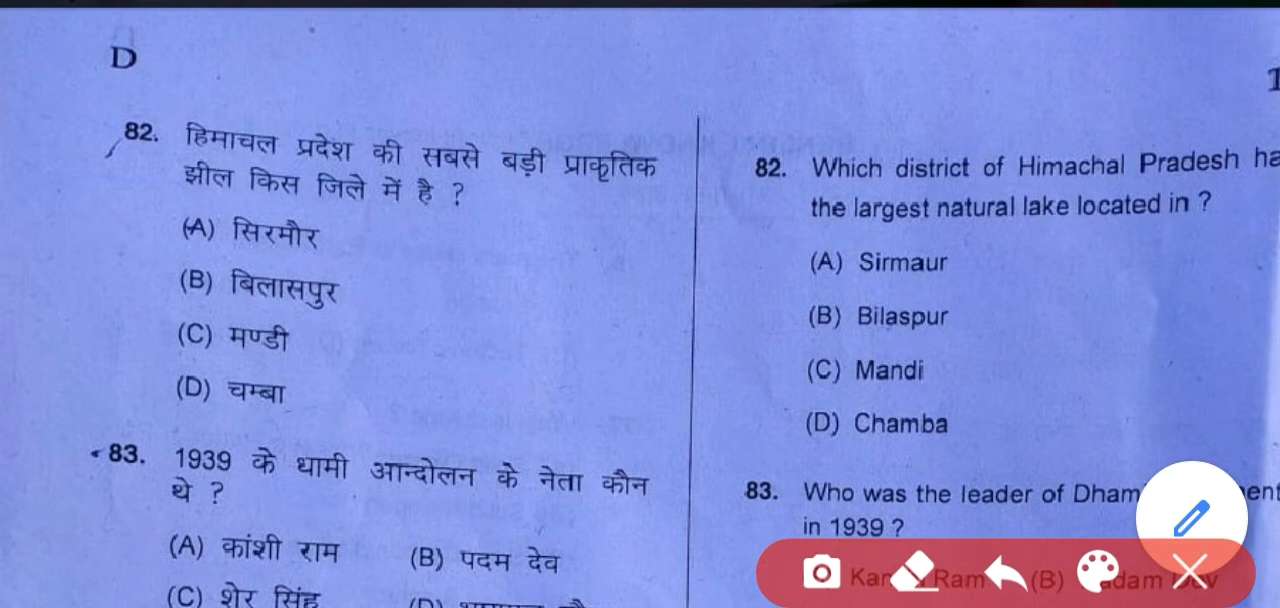 D
82. हिमाचल प्रदेश की सबसे बड़ी प्राकृतिक
झील किस जिले में है ?
(A) सिरमौर
(B) बिलासपुर
(C) मण्डी
(D) चम्बा
83. 1939 के धामी आन्दोलन के नेता कौन
थे ?
(A) कांशी राम (B) पदम देव
(C) शेर सिंह (D)
82. Which district of Himachal Pradesh
the largest natural lake located in ?
(A) Sirmaur
(B) Bilaspur
(C) Mandi
(D) Chamba
83. Who was the leader of
in 1939 ?
Ram (B)